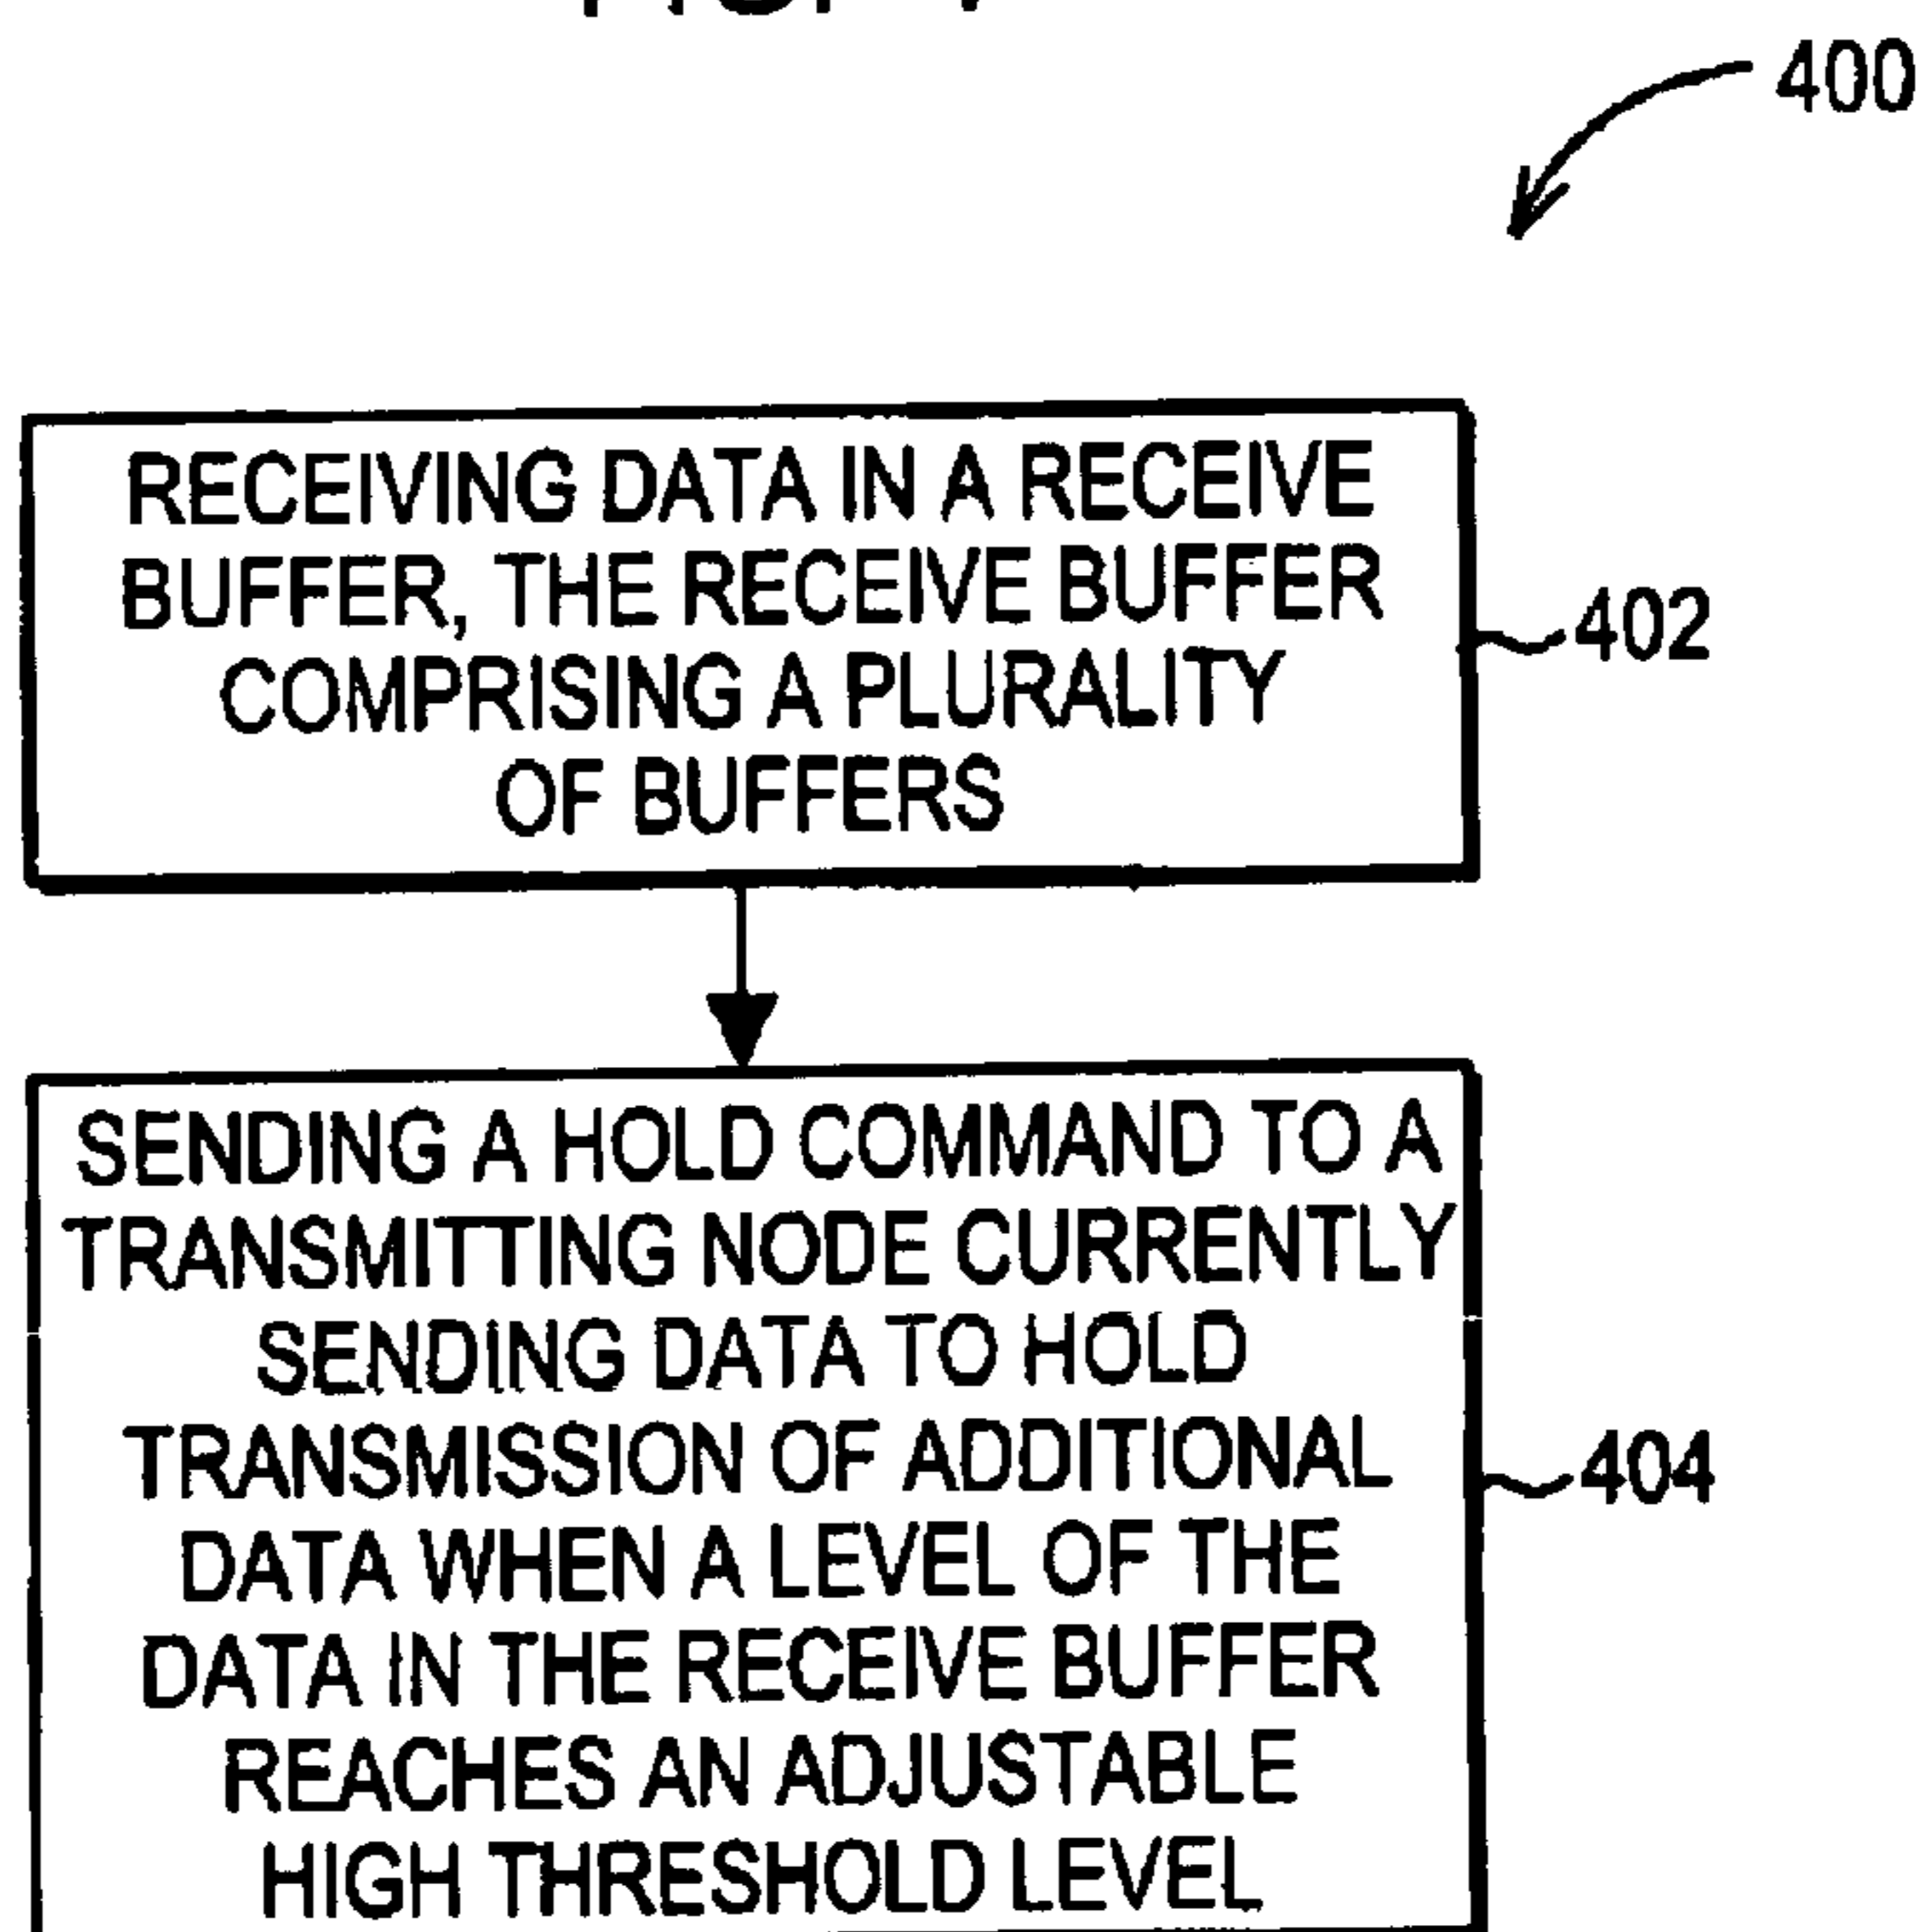 400
RECEIVING DATA IN A RECEIVE
BUFFER, THE RECEIVE BUFFER
COMPRISING A PLURALITY
OF BUFFERS
402
SENDING A HOLD COMMAND TO A
TRANSMITTING NODE CURRENTLY
SENDING DATA TO HOLD
TRANSMISSION OF ADDITIONAL
DATA WHEN A LEVEL OF THE
DATA IN THE RECEIVE BUFFER
REACHES AN ADJUSTABLE
HIGH THRESHOLD LEVEL
404